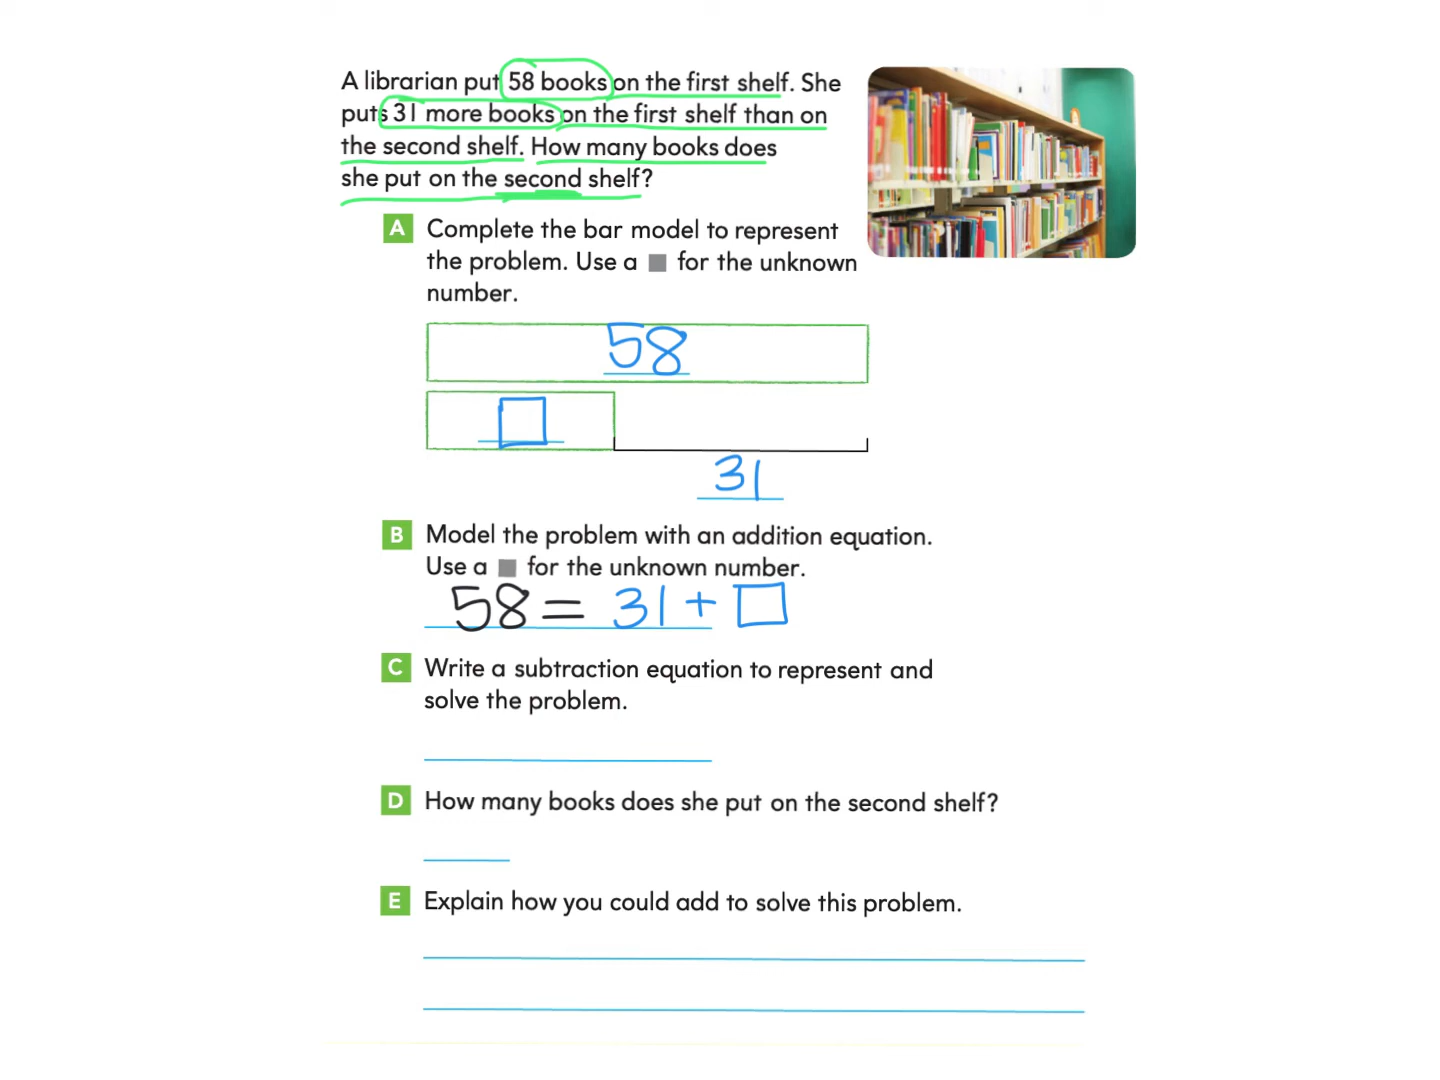 A librarian put 58 books on the first shelf. She
puts 31 more books on the first shelf than on
the second shelf. How many books does
she put on the second shelf?
A Complete the bar model to represent
the problem. Use a ■ for the unknown
number.
58
□
31
B Model the problem with an addition equation.
Use a ■ for the unknown number.
58 = 31 + □
C Write a subtraction equation to represent and
solve the problem.
D How many books does she put on the second shelf?
E Explain how you could add to solve this problem.